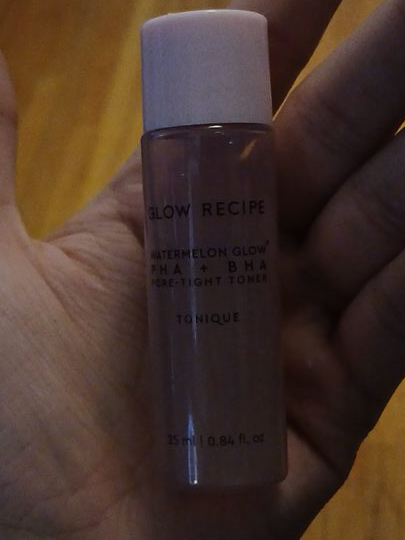 GLOW RECIPE
WATERMELON GLOW®
PHA + BHA
PORE-TIGHT TONER
TONIQUE
25 ml | 0.84 fl. oz